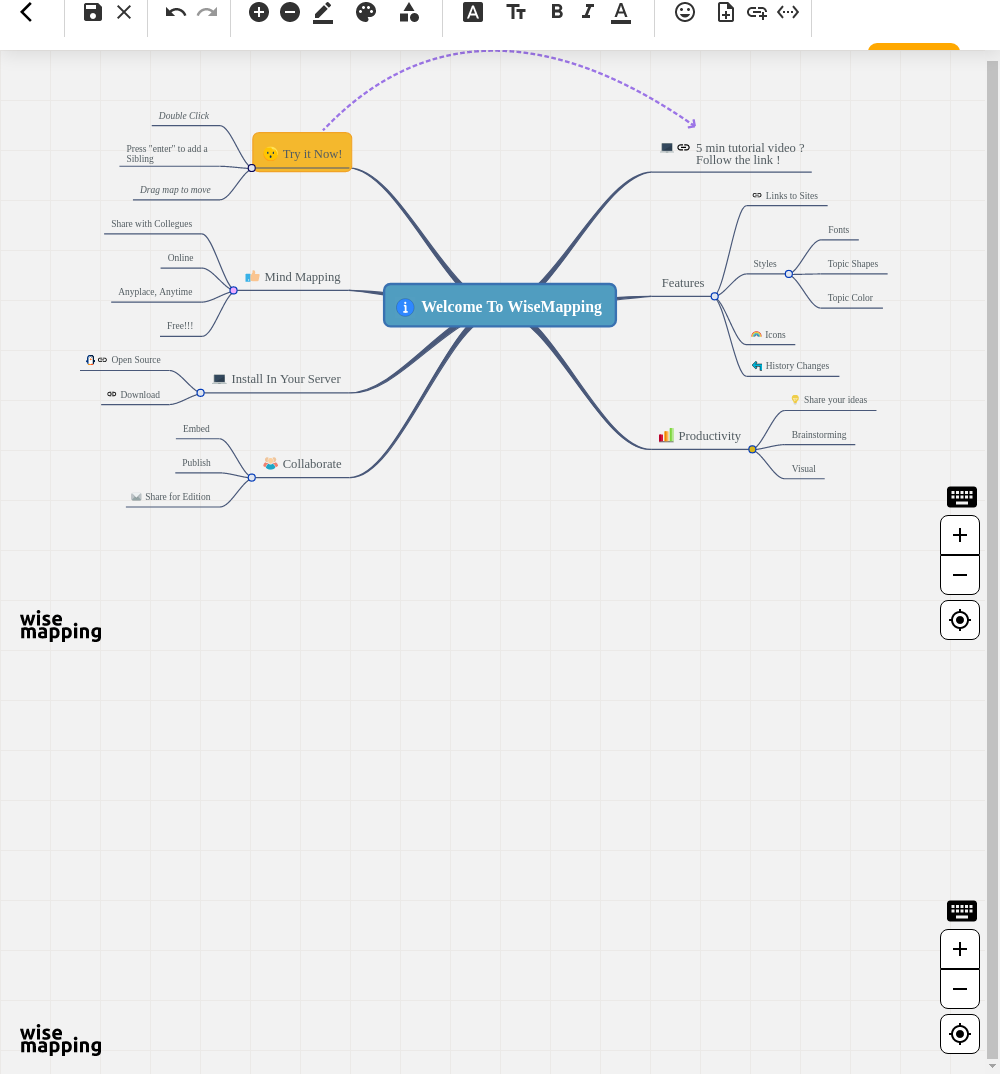 Double Click
Press "enter" to add a
Sibling
Drag map to move
Try it Now!
5 min tutorial video ?
Follow the link !
Share with Collegues
Online
Anyplace, Anytime
Free!!!
Mind Mapping
Links to Sites
Fonts
Styles
Topic Shapes
Topic Color
Features
Icons
History Changes
Welcome To WiseMapping
Open Source
Download
Install In Your Server
Embed
Publish
Share for Edition
Collaborate
Productivity
Share your ideas
Brainstorming
Visual
wise
mapping
wise
mapping